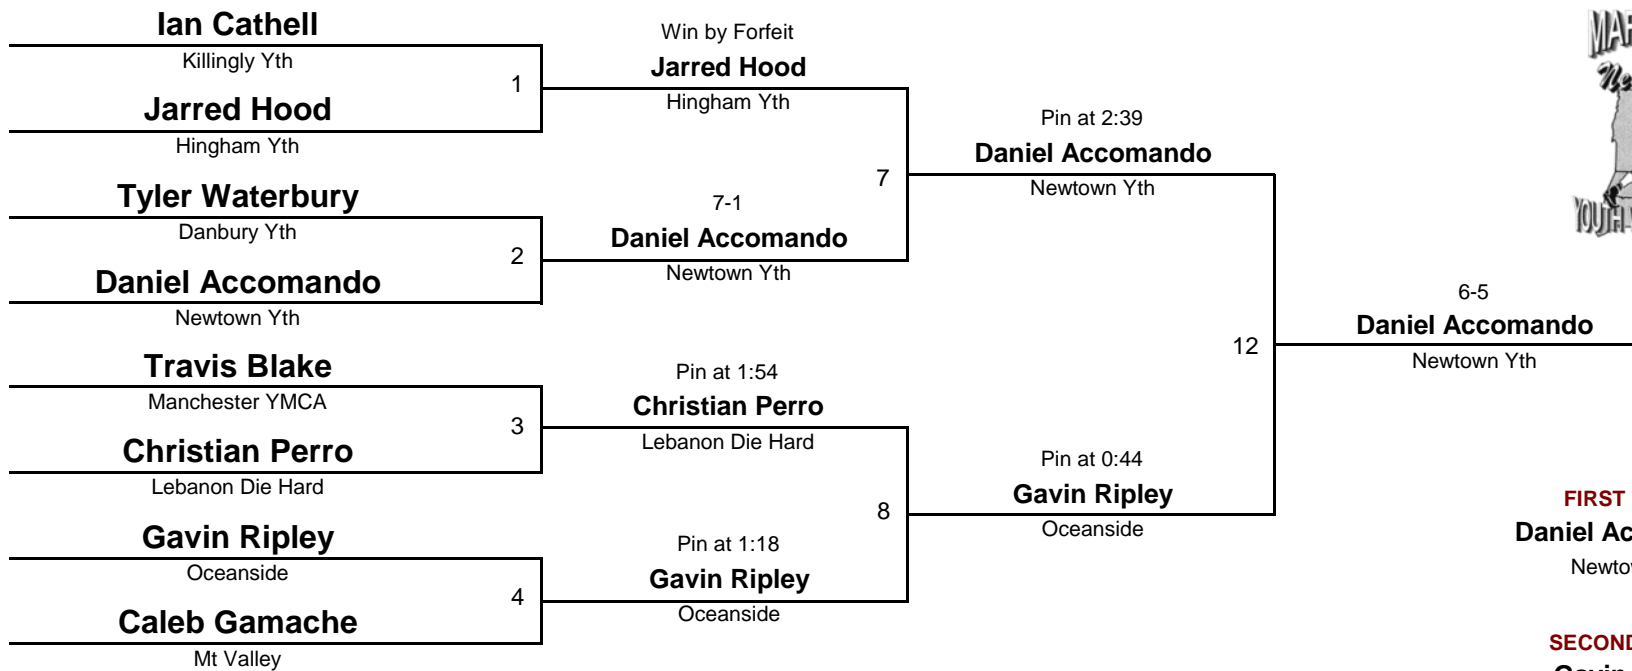 Ian Cathell
Killingly Yth
1
Jarred Hood
Hingham Yth
Tyler Waterbury
Danbury Yth
2
Daniel Accomando
Newtown Yth
Travis Blake
Manchester YMCA
3
Christian Perro
Lebanon Die Hard
Gavin Ripley
Oceanside
4
Caleb Gamache
Mt Valley
Win by Forfeit
Jarred Hood
Hingham Yth
7
7-1
Daniel Accomando
Newtown Yth
Pin at 1:54
Christian Perro
Lebanon Die Hard
8
Pin at 1:18
Gavin Ripley
Oceanside
Pin at 2:39
Daniel Accomando
Newtown Yth
12
Pin at 0:44
Gavin Ripley
Oceanside
6-5
Daniel Accomando
Newtown Yth
YOUTH
FIRST
Daniel Ac
Newto
SECOND